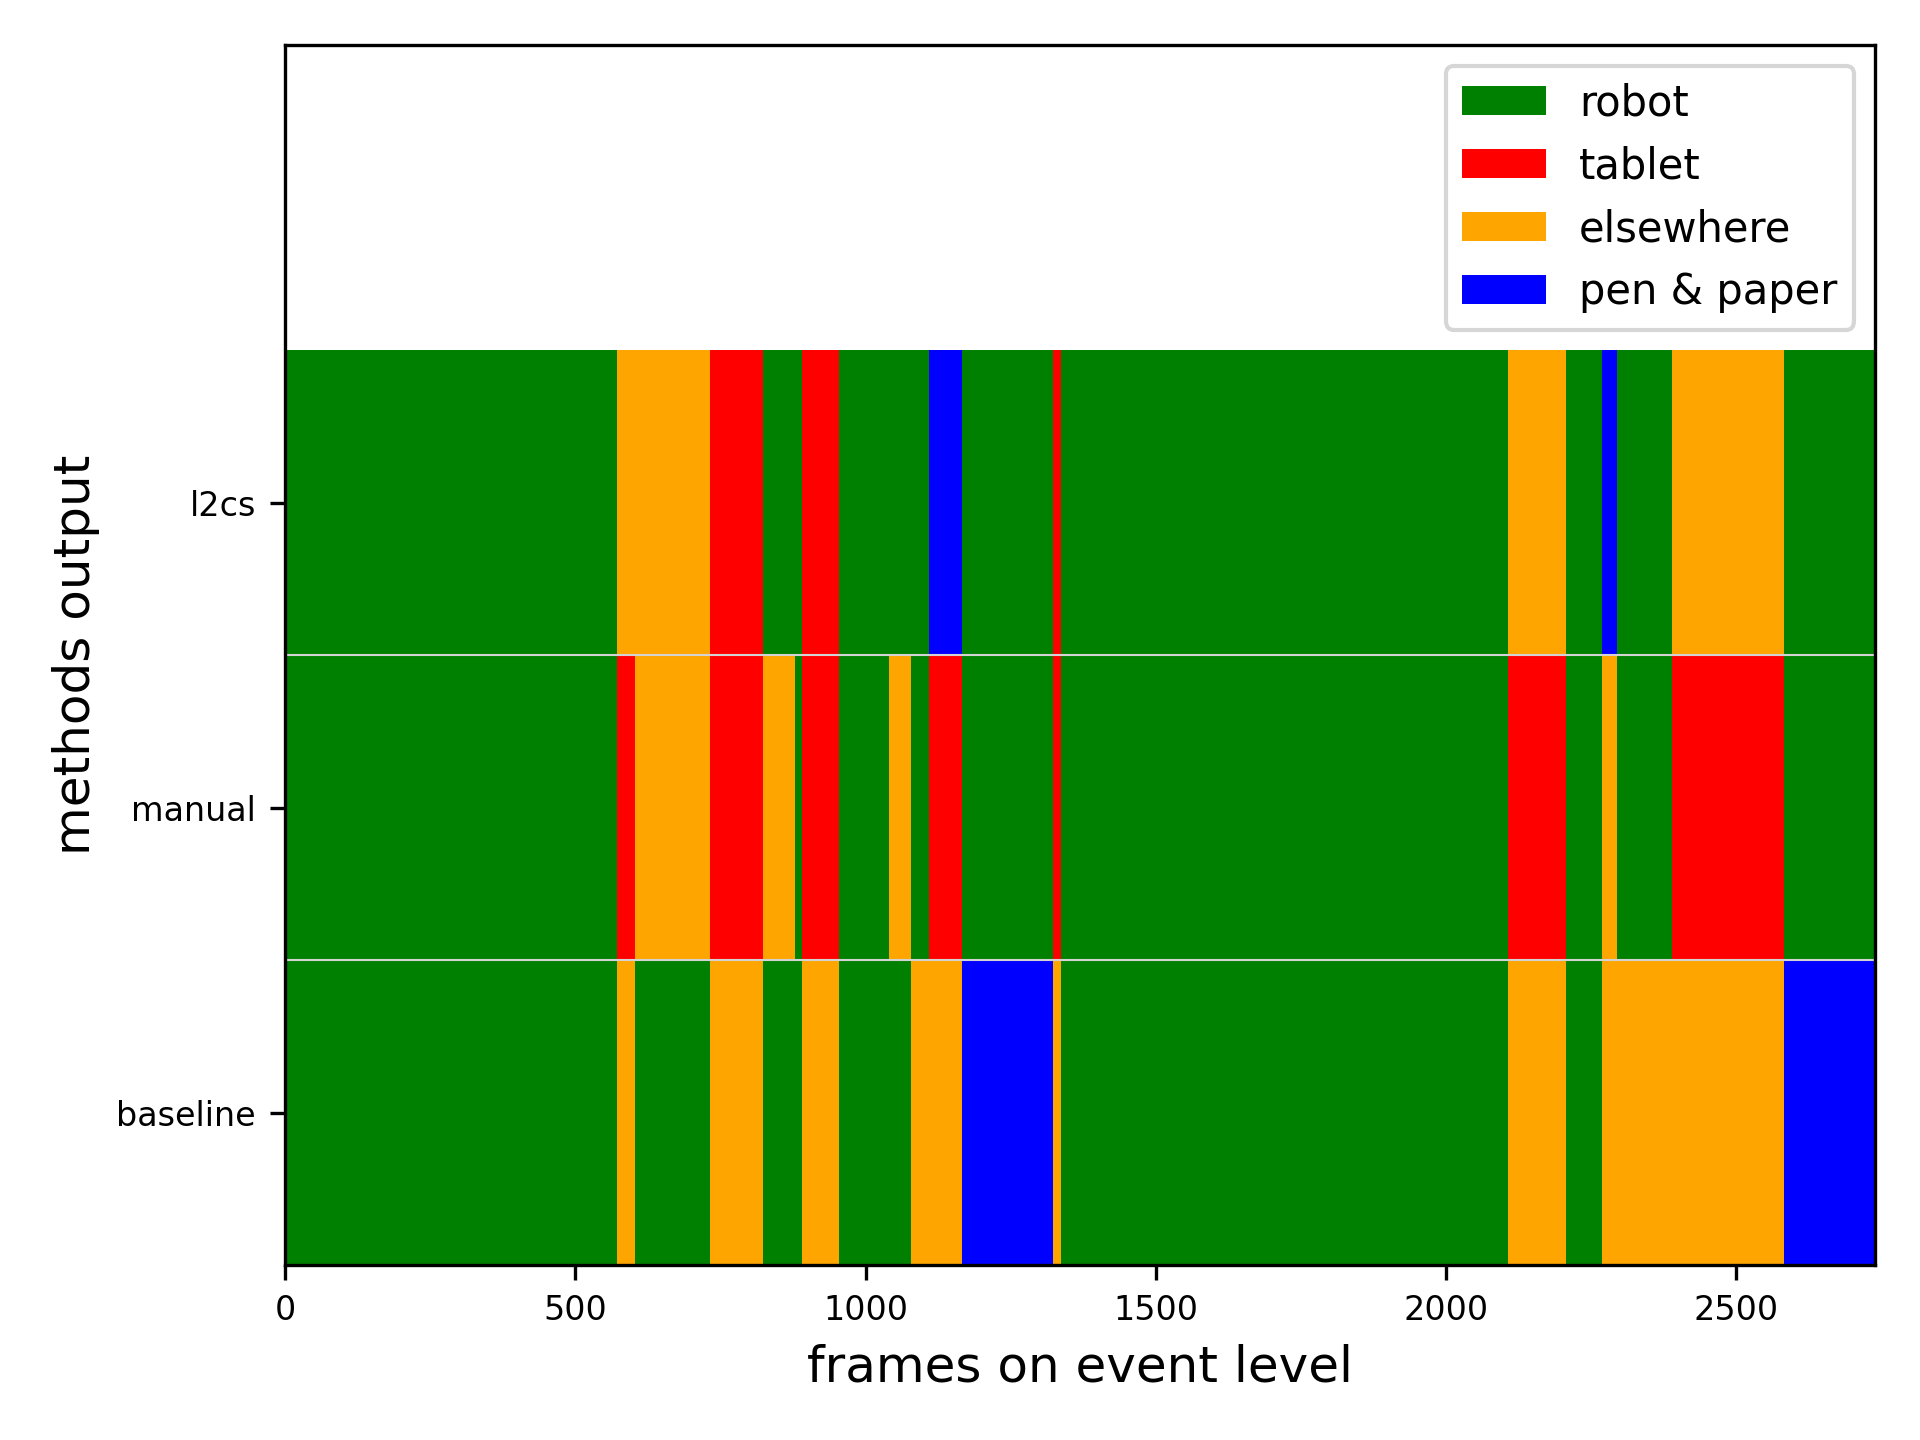 robot
tablet
elsewhere
pen & paper
methods output
l2cs
manual
baseline
0 500 1000 1500 2000 2500
frames on event level